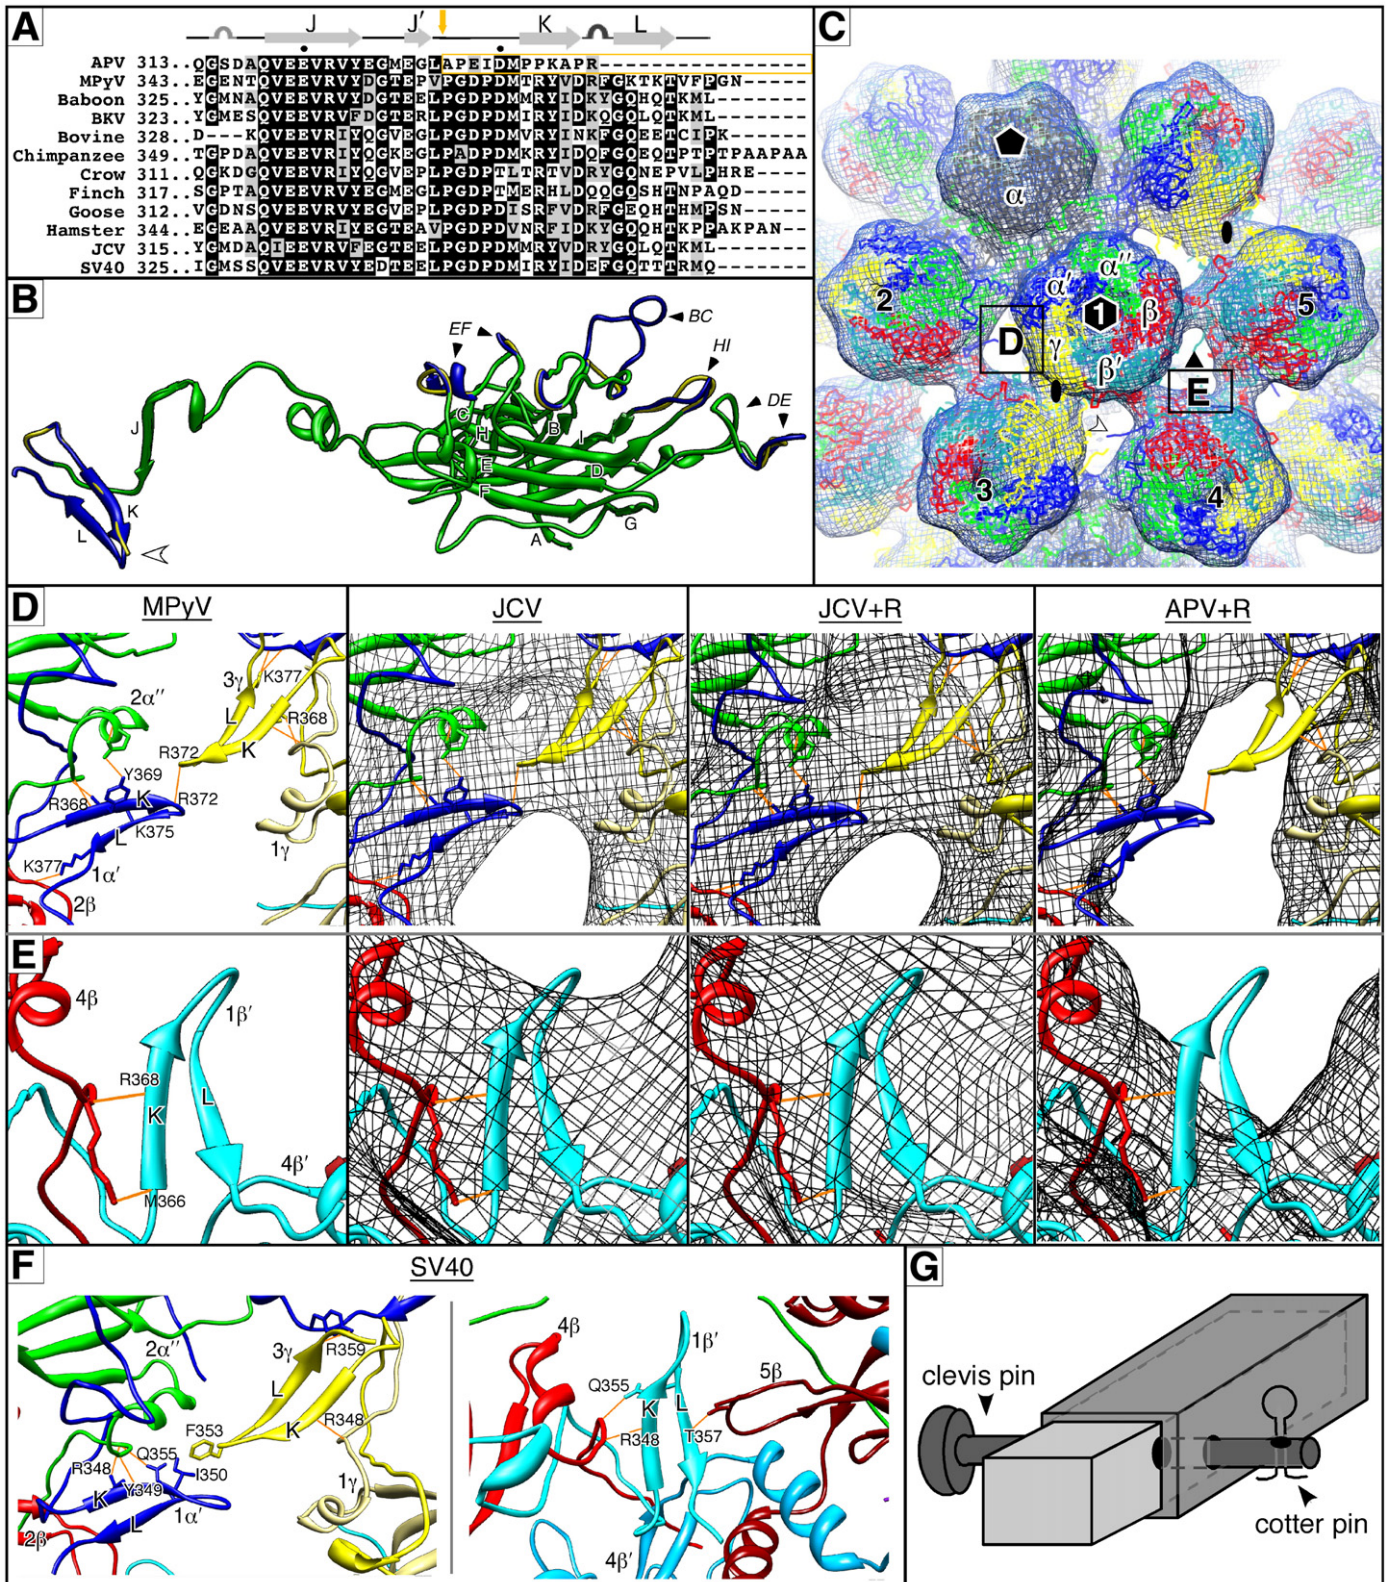 A
J J′ K L
APV 313..QGSDAQVEEVRVYEGMEGLAPEIDMPPKAPR------------
MPyV 343..EGENTQVEEVRVYDGTEPVPGDPDMTRYVDRFGKTKTVFPGN-----
Baboon 325..YGMNAQVEEVRVYDGTEELPGDPDMMRYIDKYGQHQTKML------
BKV 323..YGMESQVEEVRVFDGTERLPGDPDMIRYIDKQGQLQTKML------
Bovine 328..D---KQVEEVRIYQGVEGLPGDPDMVRYINKFGQEETCIPK-----
Chimpanzee 349..TGPDAQVEEVRIYQGKEGLPADPDMKRYIDQFGQEQTPTPTPAAPAA
Crow 311..QGKDGQVEEVRIYQGVEPLPGDPTLTRTVDRYGQSNEPVLPHRE---
Finch 317..SGPTAQVEEVRVYEGMEGLPGDPTMERHLDQQGQSHTNPAQD----
Goose 312..VGDNSQVEEVRVYEGVEPLPGDPDISRFVDRFGEQHTHMPSN-----
Hamster 344..EGEAAQVEEVRIYEGTEAVPGDPDVNRFIDKYGQHQTKPPAKPAN--
JCV 315..YGMDAQIEEVRVFEGTEELPGDPDMMRYVDRYGQLQTKML------
SV40 325..IGMSSQVEEVRVYEDTEELPGDPDMIRYIDEFGQTTTRMQ------
B
EF
BC
HI
DE
C H E F B I D G A
J
K
L
C
α
α′ α″
1
β
β′
γ
2
3
4
5
D
E
D
MPyV
JCV
JCV+R
APV+R
2α″
3γ
K377
L
K
R368
R372
Y369
R372
R368
K
L
K375
K377
1α′
1γ
2β
E
4β
1β′
R368
K
L
4β′
M366
F
SV40
2α″
3γ
R359
L
K
R348
F353
Q355
R348
I350
Y349
K
L
1α′
1γ
2β
4β
1β′
5β
Q355
K
L
R348
T357
4β′
G
clevis pin
cotter pin